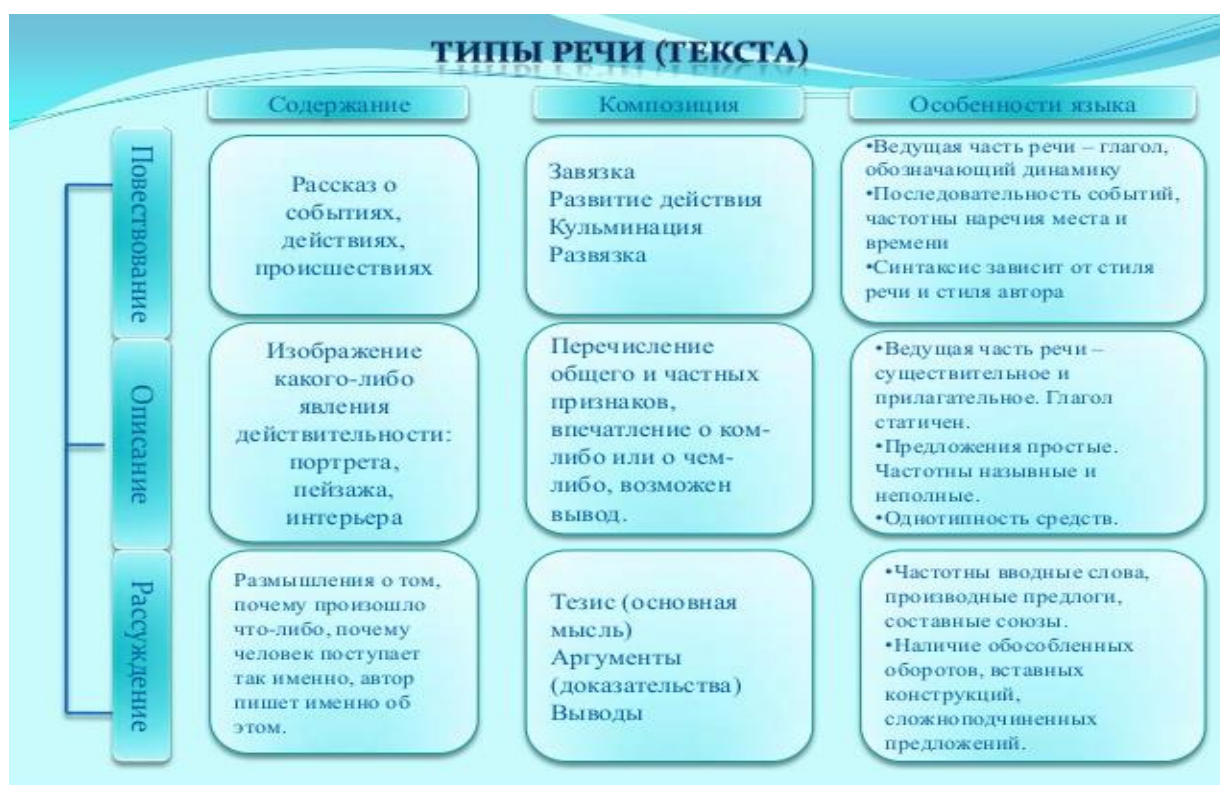 ТИПЫ РЕЧИ (ТЕКСТА)
Содержание
Композиция
Особенности языка
Повествование
Рассказ о
событиях,
действиях,
происшествиях
Завязка
Развитие действия
Кульминация
Развязка
•Ведущая часть речи – глагол,
обозначающий динамику
•Последовательность событий,
частотны наречия места и
времени
•Синтаксис зависит от стиля
речи и стиля автора
Описание
Изображение
какого-либо
явления
действительности:
портрета,
пейзажа,
интерьера
Перечисление
общего и частных
признаков,
впечатление о ком-
либо или о чем-
либо, возможен
вывод.
•Ведущая часть речи –
существительное и
прилагательное. Глагол
статичен.
•Предложения простые.
Частотны назывные и
неполные.
•Однотипность средств.
Рассуждение
Размышления о том,
почему произошло
что-либо, почему
человек поступает
так именно, автор
пишет именно об
этом.
Тезис (основная
мысль)
Аргументы
(доказательства)
Выводы
•Частотны вводные слова,
производные предлоги,
составные союзы.
•Наличие обособленных
оборотов, вставных
конструкций,
сложноподчиненных
предложений.